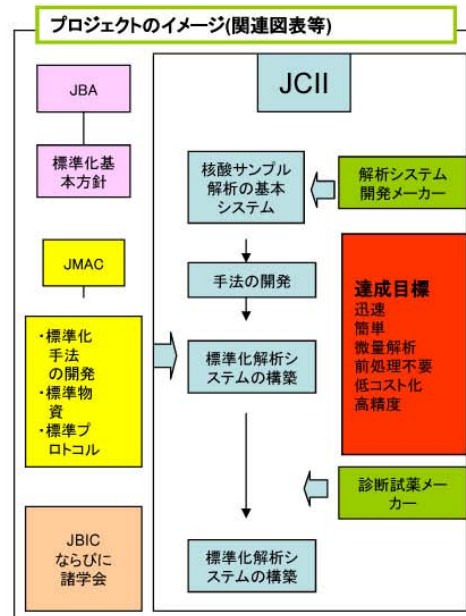 プロジェクトのイメージ(関連図表等)
JBA
標準化基
本方針
JMAC
・標準化
手法
の開発
・標準物
資
・標準プ
ロトコル
JBIC
ならびに
諸学会
JCII
核酸サンプル
解析の基本
システム
解析システム
開発メーカー
手法の開発
標準化解析シ
ステムの構築
達成目標
迅速
簡単
微量解析
前処理不要
低コスト化
高精度
診断試薬メー
カー
標準化解析シ
ステムの構築